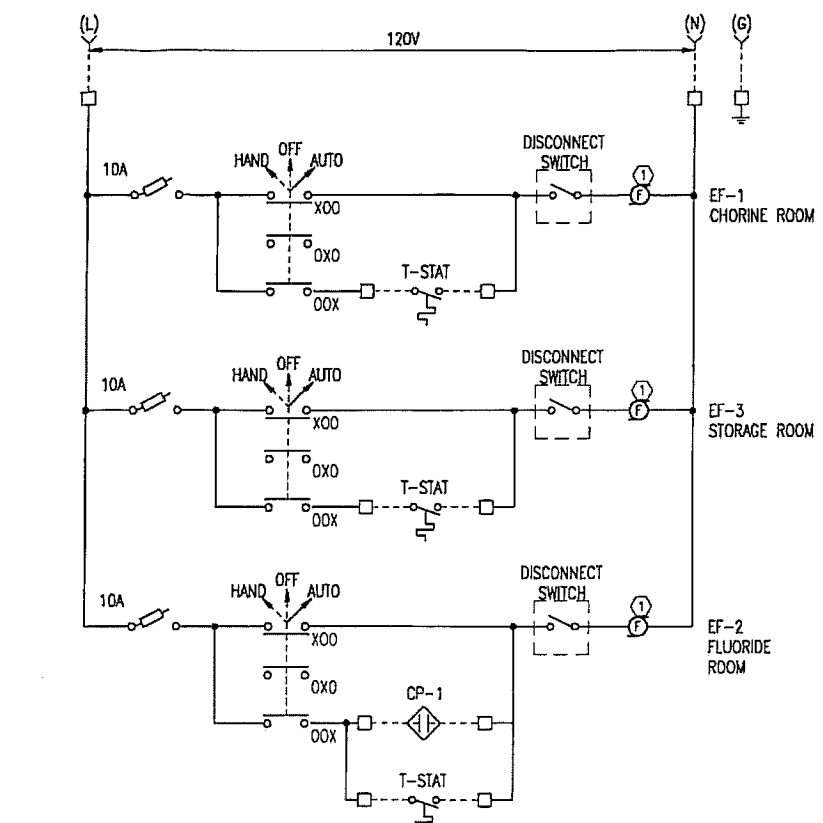 (L) (N) (G)
120V
DISCONNECT
SWITCH
OFF
HAND AUTO
10A
1
F
XOO
EF-1
CHORINE ROOM
OXO
T-STAT
OOX
DISCONNECT
SWITCH
OFF
HAND AUTO
10A
1
F
XOO
EF-3
STORAGE ROOM
OXO
T-STAT
OOX
DISCONNECT
SWITCH
OFF
HAND AUTO
10A
1
F
XOO
EF-2
FLUORIDE
ROOM
OXO
CP-1
OOX
T-STAT